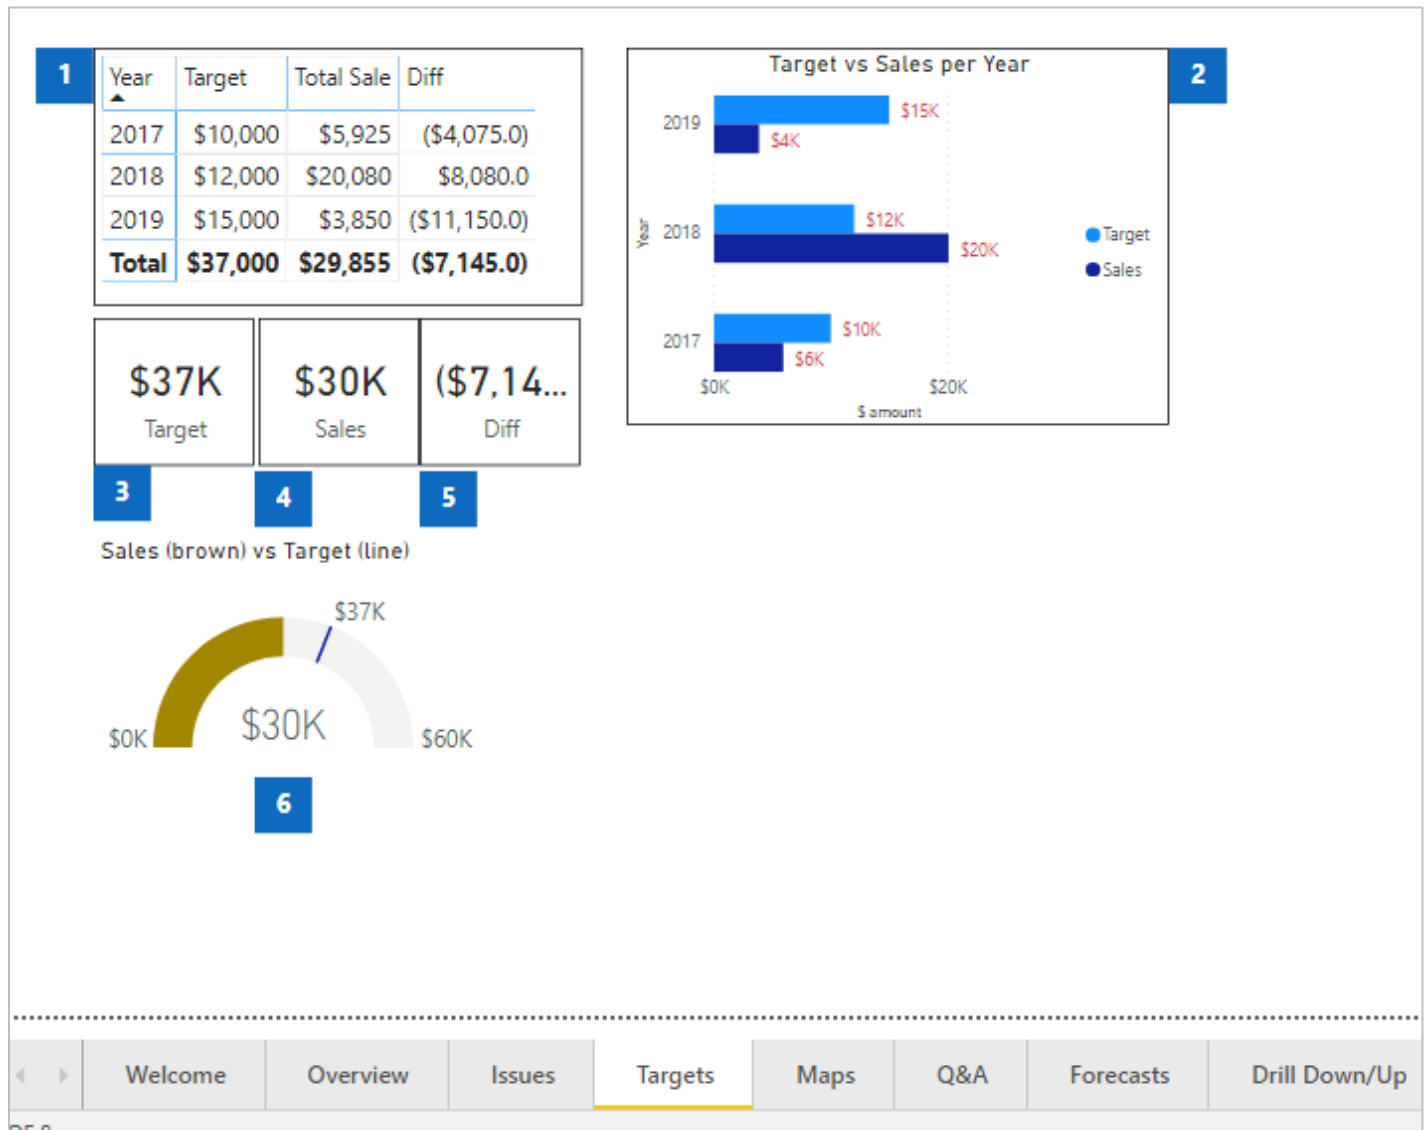 1
Year Target Total Sale Diff
2017 $10,000 $5,925 ($4,075.0)
2018 $12,000 $20,080 $8,080.0
2019 $15,000 $3,850 ($11,150.0)
Total $37,000 $29,855 ($7,145.0)
2
Target vs Sales per Year
2019
$15K
$4K
2018
$12K
$20K
2017
$10K
$6K
Year
$0K $20K
$ amount
Target
Sales
$37K
Target
$30K
Sales
($7,14...
Diff
3
4
5
Sales (brown) vs Target (line)
$37K
$0K
$30K
$60K
6
Welcome Overview Issues Targets Maps Q&A Forecasts Drill Down/Up